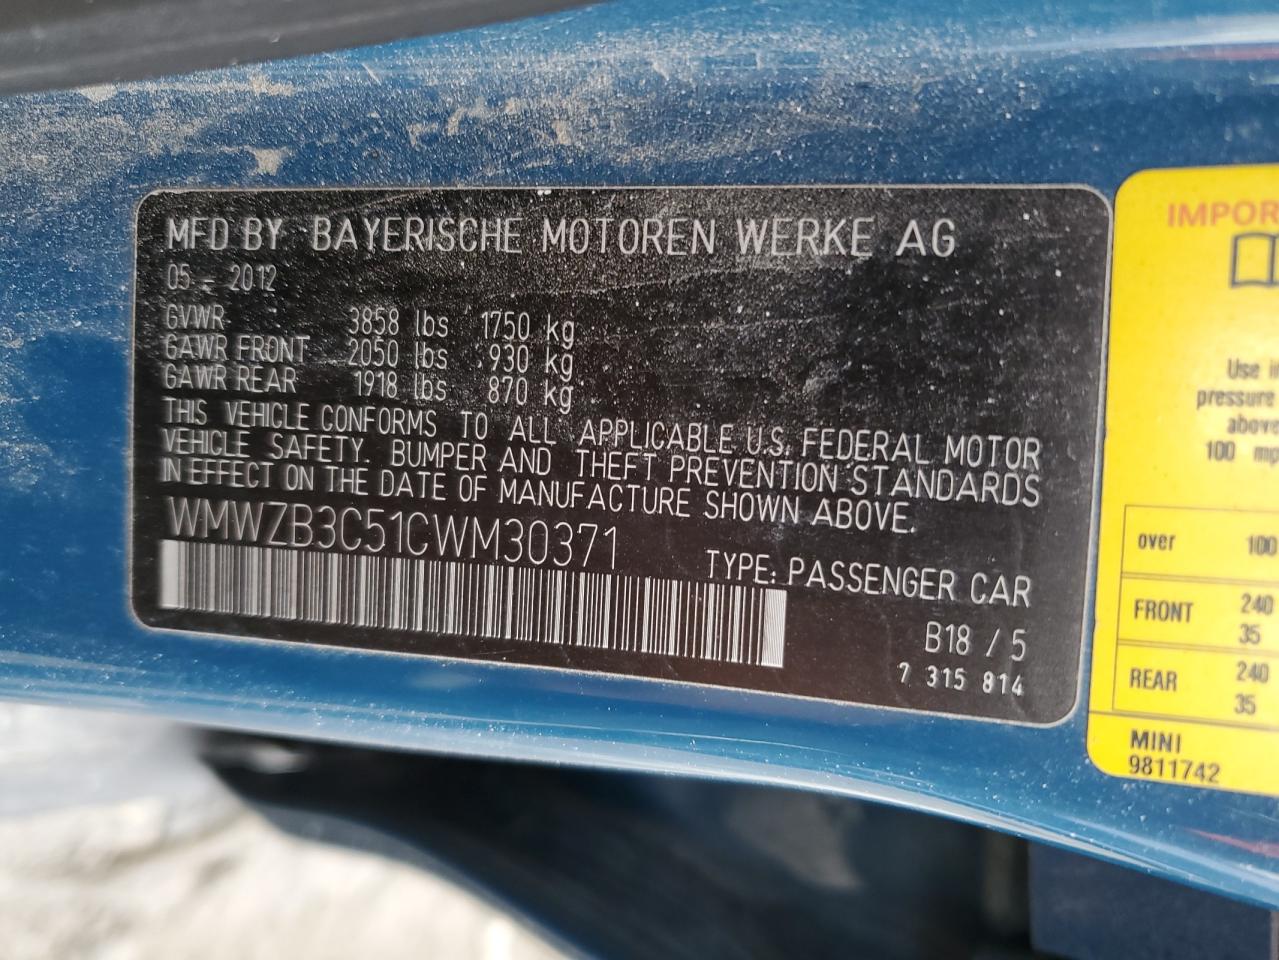 MFD BY BAYERISCHE MOTOREN WERKE AG
05 - 2012
GVWR 3858 lbs 1750 kg
GAWR FRONT 2050 lbs 930 kg
GAWR REAR 1918 lbs 870 kg
THIS VEHICLE CONFORMS TO ALL APPLICABLE U.S. FEDERAL MOTOR
VEHICLE SAFETY, BUMPER AND THEFT PREVENTION STANDARDS
IN EFFECT ON THE DATE OF MANUFACTURE SHOWN ABOVE.
WMWZB3C51CWM30371
TYPE: PASSENGER CAR
B18 / 5
7 315 814
IMPOR
Use
pressure
above
100
over 100
FRONT 240
35
REAR 240
35
MINI
9811742